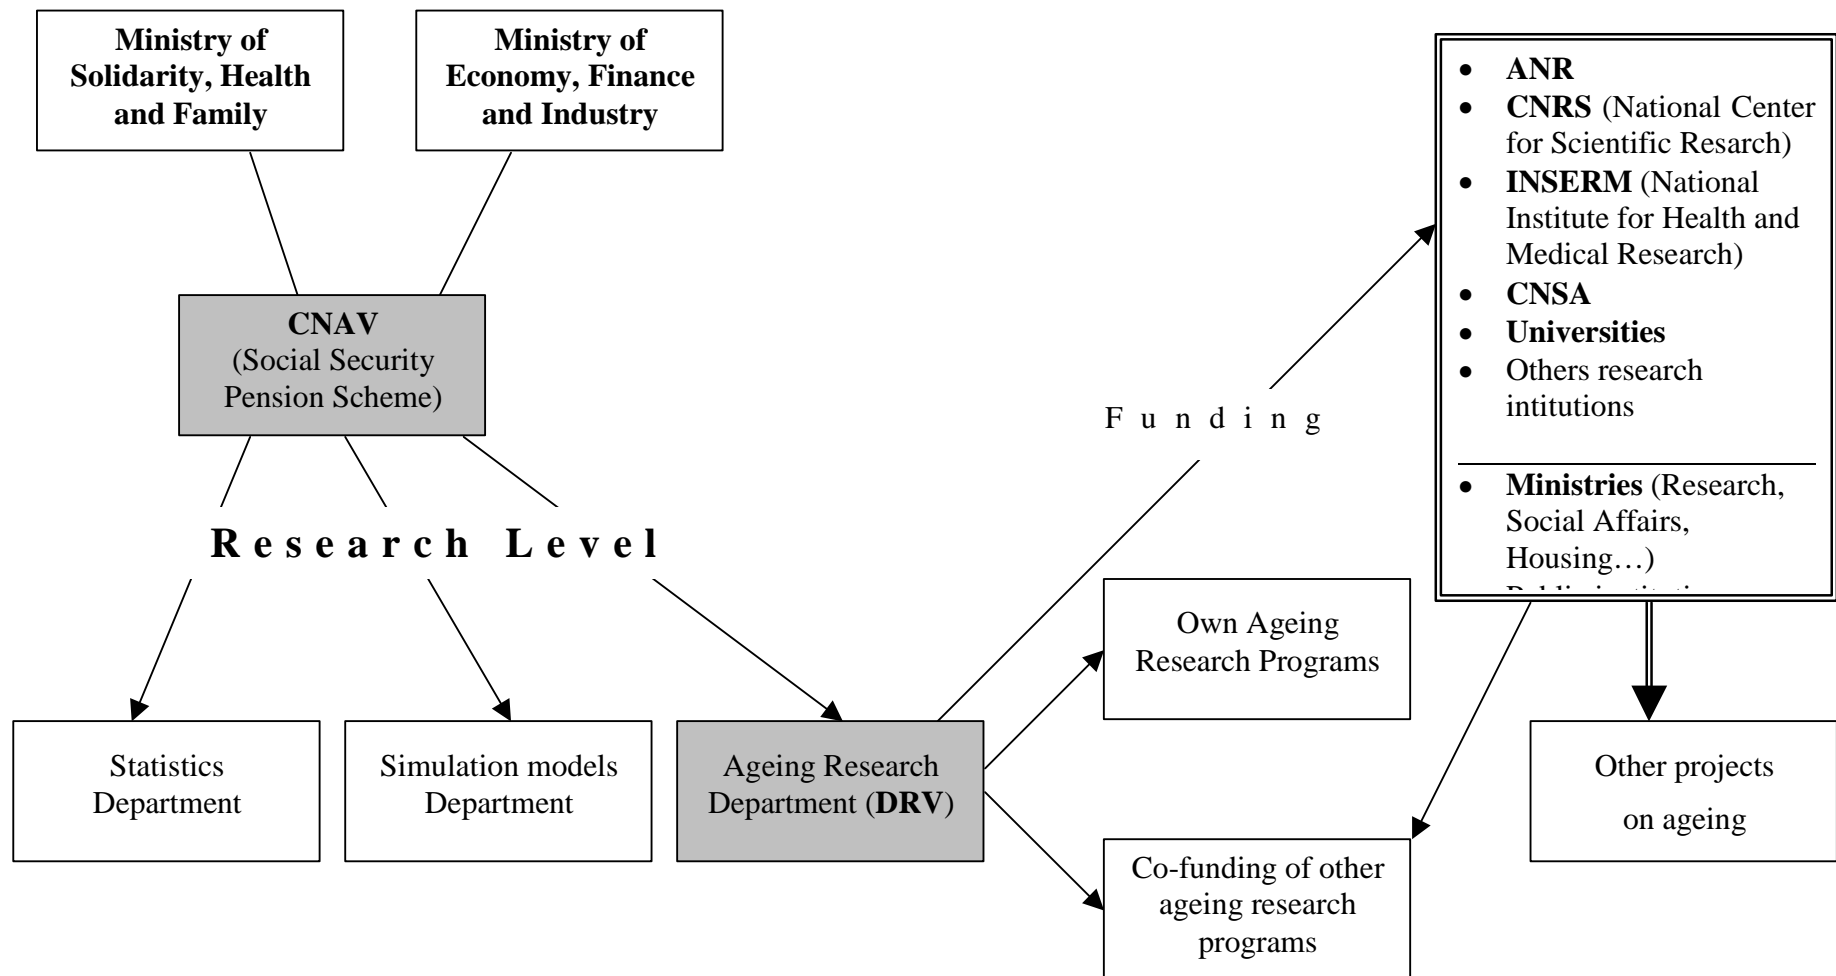 Ministry of
Solidarity, Health
and Family
Ministry of
Economy, Finance
and Industry
CNAV
(Social Security
Pension Scheme)
Research Level
Statistics
Department
Simulation models
Department
Ageing Research
Department (DRV)
Funding
Own Ageing
Research Programs
Co-funding of other
ageing research
programs
• ANR
• CNRS (National Center
for Scientific Resarch)
• INSERM (National
Institute for Health and
Medical Research)
• CNSA
• Universities
• Others research
intitutions
• Ministries (Research,
Social Affairs,
Housing…)
Other projects
on ageing